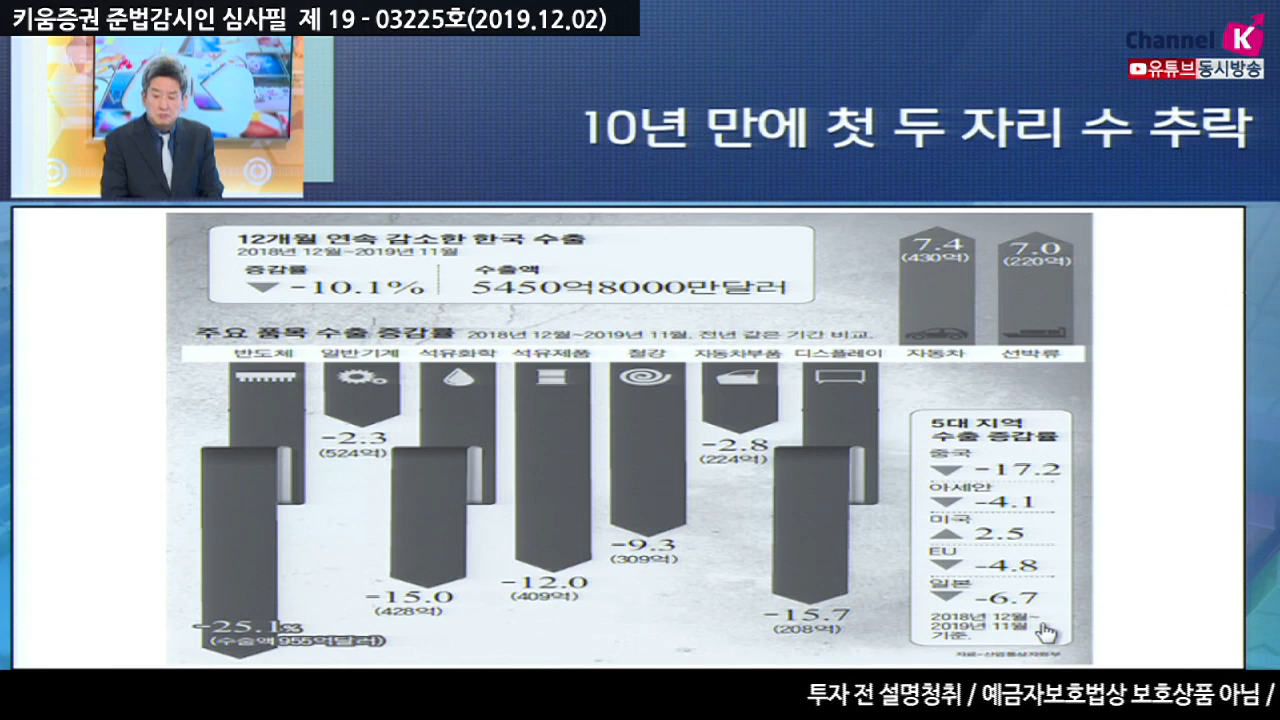 키움증권 준법감시인 심사필 제 19 - 03225호(2019.12.02)
Channel K
유튜브 동시방송
10년 만에 첫 두 자리 수 추락
12개월 연속 감소한 한국 수출
2018년 12월~2019년 11월
증감률 수출액
-10.1% 5450억8000만달러
주요 품목 수출 증감률 2018년 12월~2019년 11월, 전년 같은 기간 비교.
7.4 7.0
(430억) (220억)
반도체 일반기계 석유화학 석유제품 철강 자동차부품 디스플레이 자동차 선박류
-2.3
(524억)
-2.8
(224억)
-9.3
(309억)
-12.0
(409억)
-15.0
(428억)
-15.7
(208억)
-25.1%
(수출액 955억달러)
5대 지역
수출 증감률
중국
-17.2
아세안
-4.1
미국
2.5
EU
-4.8
일본
-6.7
2018년 12월~
2019년 11월
기준.
자료=산업통상자원부
투자 전 설명청취 / 예금자보호법상 보호상품 아님 /